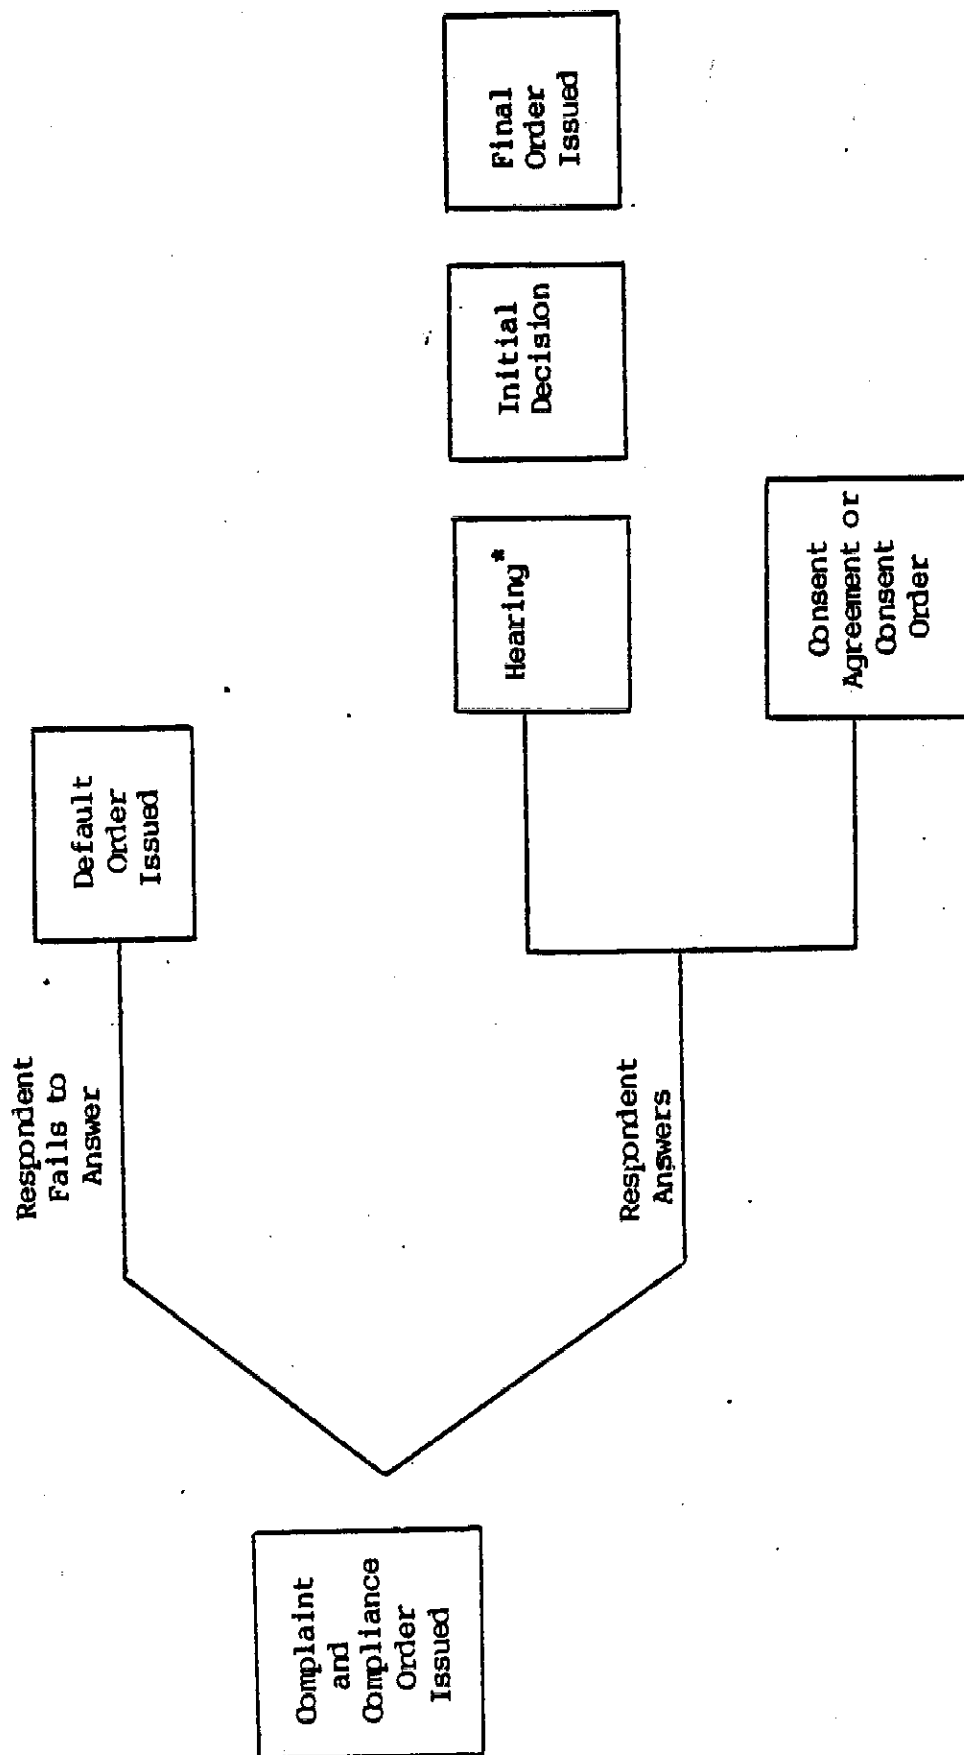 Complaint
and
Compliance
Order
Issued
Respondent
Fails to
Answer
Default
Order
Issued
Respondent
Answers
Hearing*
Initial
Decision
Final
Order
Issued
Consent
Agreement or
Consent
Order